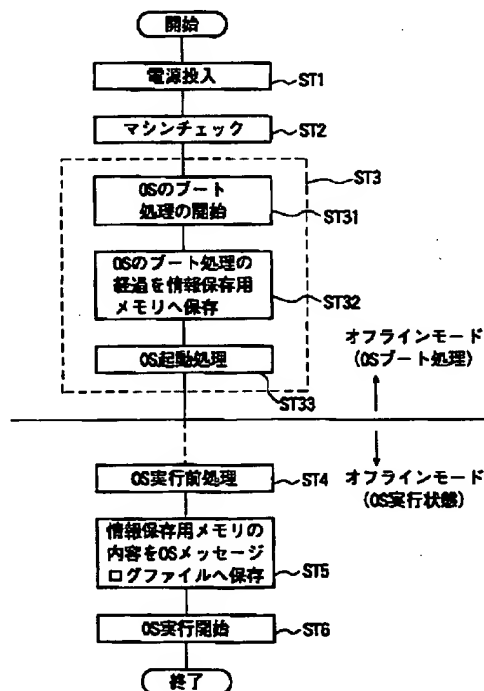 開始
電源投入
ST1
マシンチェック
ST2
ST3
OSのブート
処理の開始
ST31
OSのブート処理の
経過を情報保存用
メモリへ保存
ST32
OS起動処理
ST33
オフラインモード
(OSブート処理)
オフラインモード
(OS実行状態)
OS実行前処理
ST4
情報保存用メモリの
内容をOSメッセージ
ログファイルへ保存
ST5
OS実行開始
ST6
終了